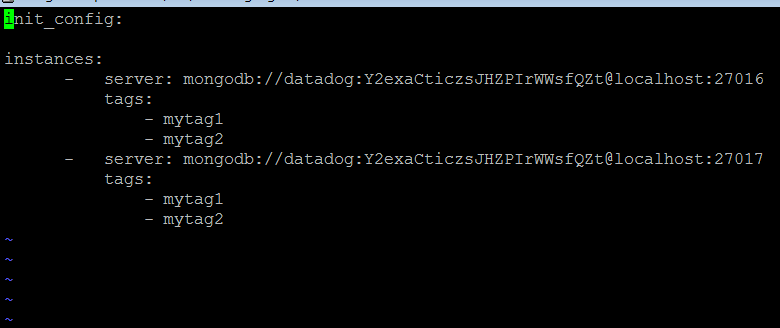 init_config:
instances:
- server: mongodb://datadog:Y2exaCticzsJHZPIrWWsfQZt@localhost:27016
tags:
- mytag1
- mytag2
- server: mongodb://datadog:Y2exaCticzsJHZPIrWWsfQZt@localhost:27017
tags:
- mytag1
- mytag2
~
~
~
~
~